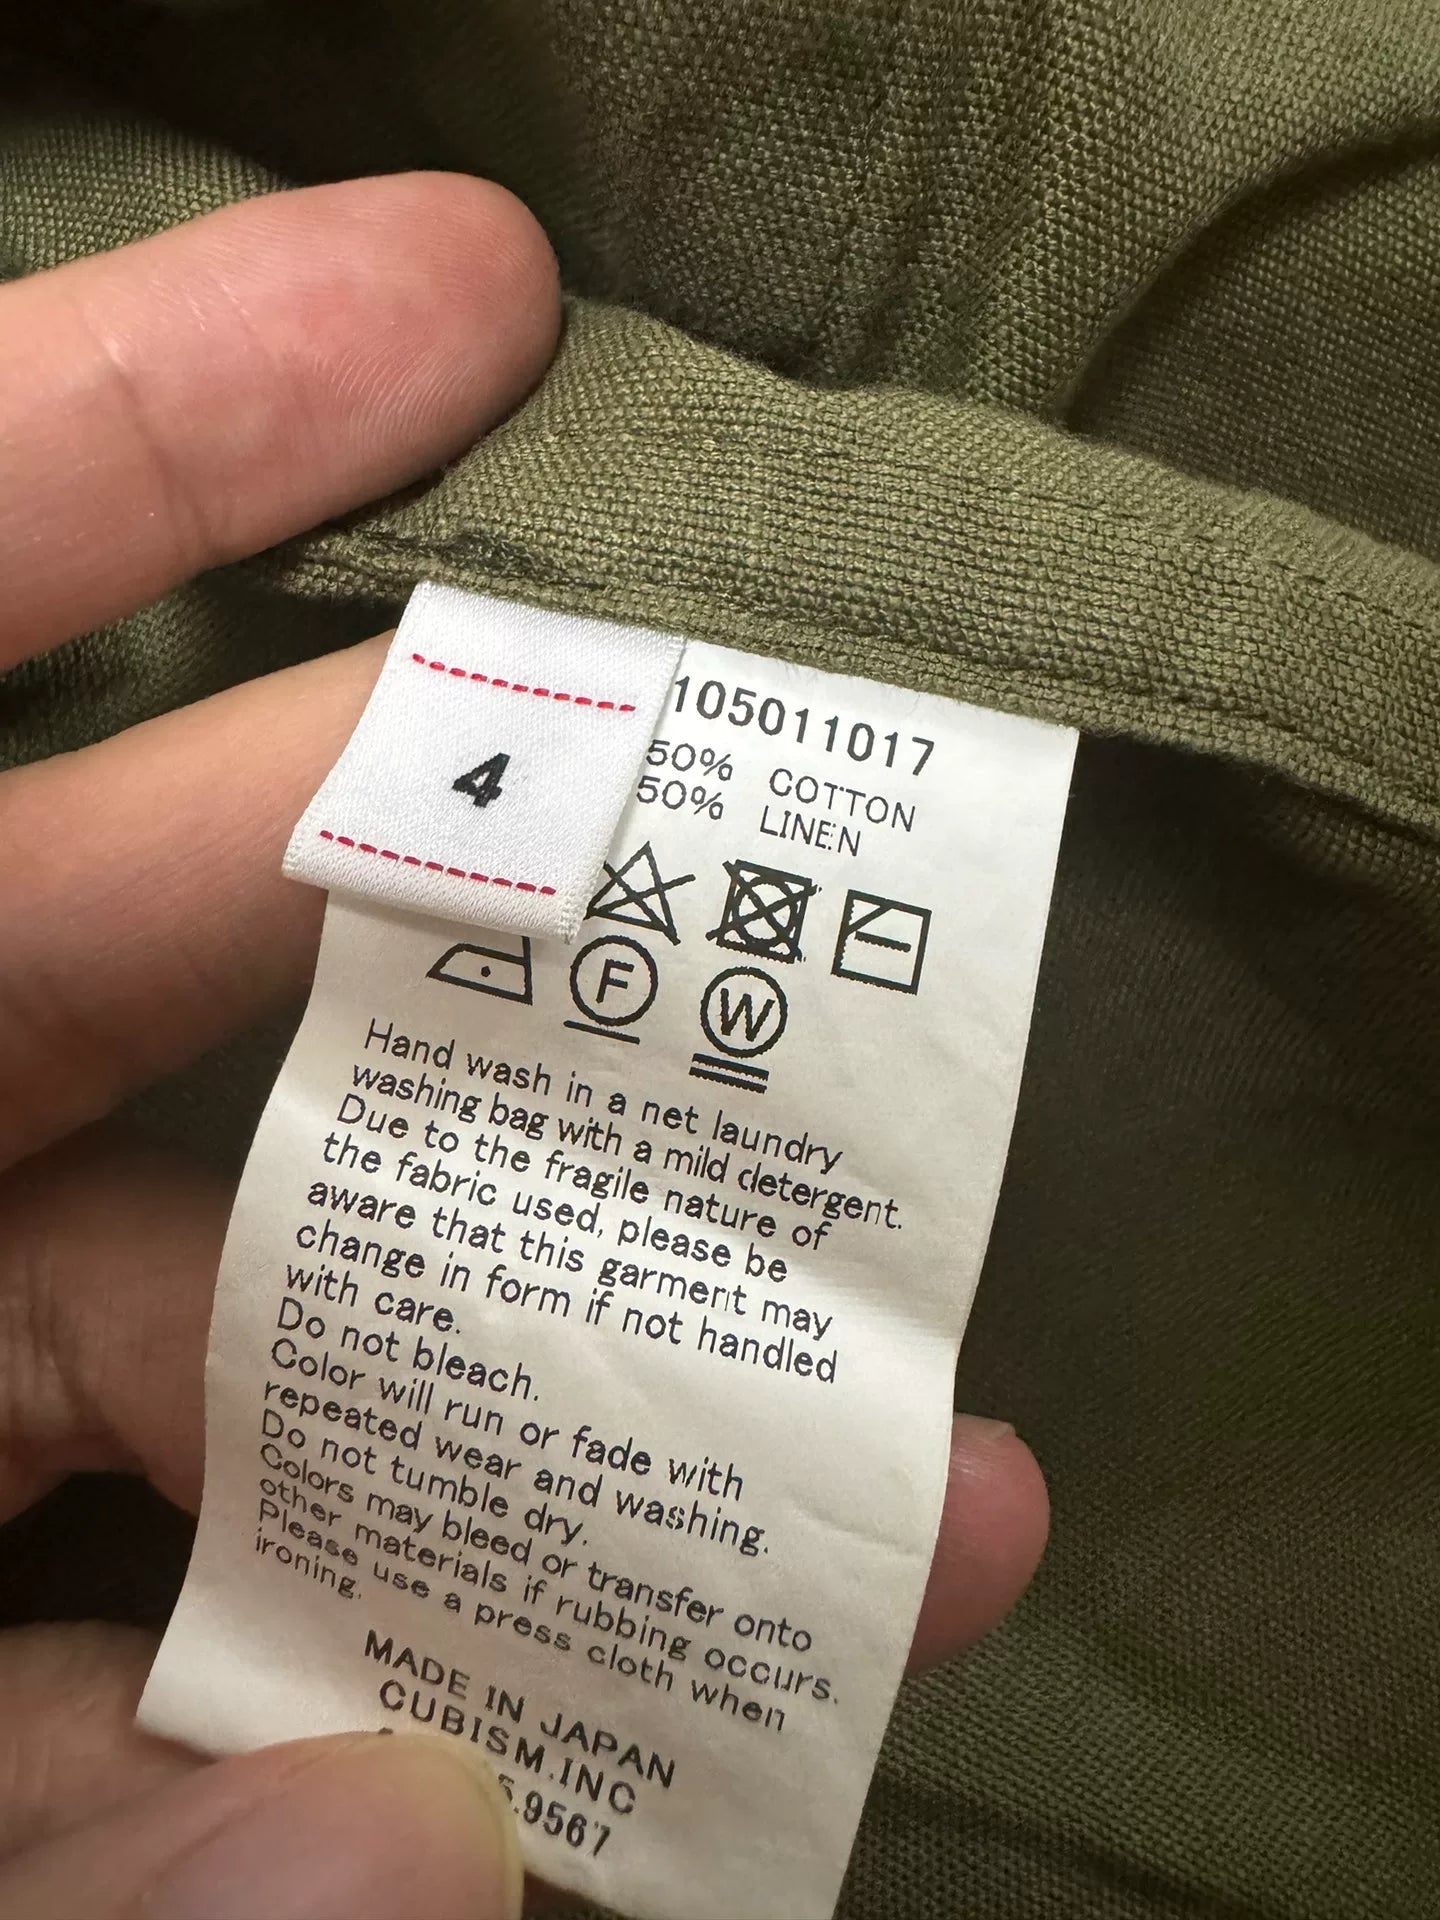 4
105011017
50% COTTON
50% LINEN
F W
Hand wash in a net laundry
washing bag with a mild detergent.
Due to the fragile nature of
the fabric used, please be
aware that this garment may
change in form if not handled
with care.
Do not bleach.
Color will run or fade with
repeated wear and washing.
Do not tumble dry.
Colors may bleed or transfer onto
other materials if rubbing occurs.
Please use a press cloth when
ironing.
MADE IN JAPAN
CUBISM.INC
5.9567